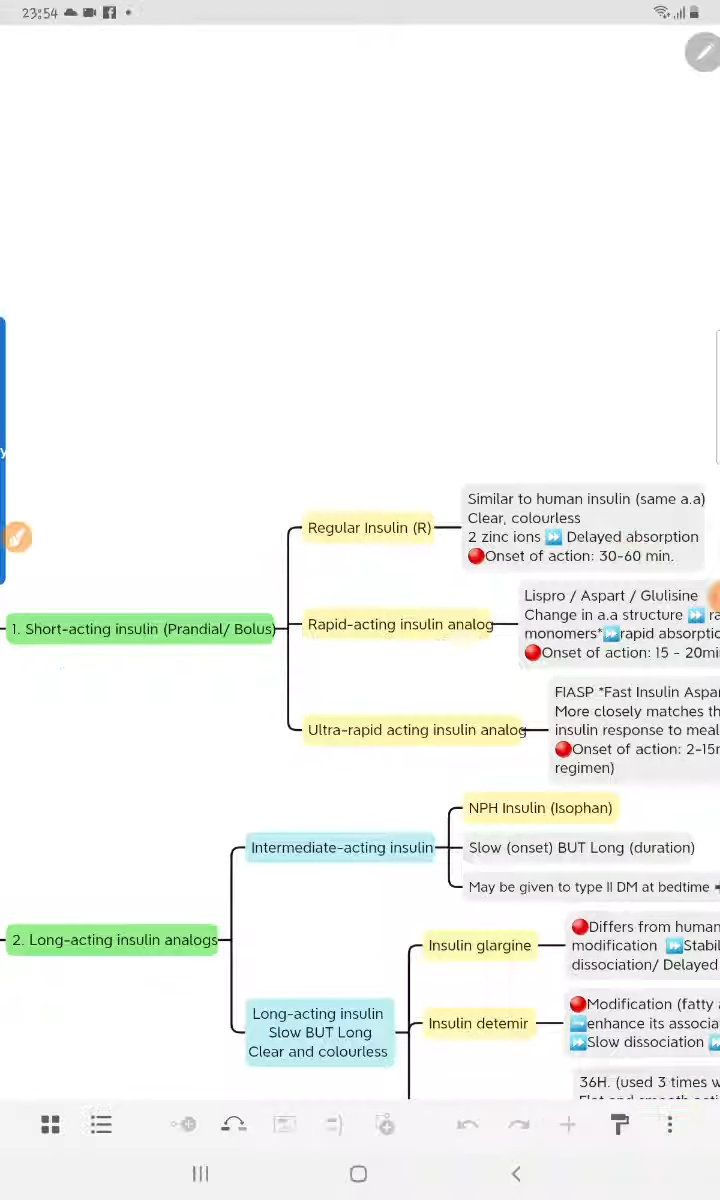 23:54
y
Similar to human insulin (same a.a)
Clear, colourless
2 zinc ions ⏩ Delayed absorption
🔴Onset of action: 30-60 min.
Regular Insulin (R)
Lispro / Aspart / Glulisine
Change in a.a structure ⏩ ra
monomers*⏩rapid absorptio
🔴Onset of action: 15 - 20mi
Rapid-acting insulin analog
1. Short-acting insulin (Prandial/ Bolus)
FIASP *Fast Insulin Aspar
More closely matches th
insulin response to meal
🔴Onset of action: 2-15m
regimen)
Ultra-rapid acting insulin analog
NPH Insulin (Isophan)
Intermediate-acting insulin
Slow (onset) BUT Long (duration)
May be given to type II DM at bedtime
2. Long-acting insulin analogs
Insulin glargine
🔴Differs from human
modification ⏩Stabil
dissociation/ Delayed
Long-acting insulin
Slow BUT Long
Clear and colourless
Insulin detemir
🔴Modification (fatty a
➡enhance its associa
⏩Slow dissociation ⏩
36H. (used 3 times w